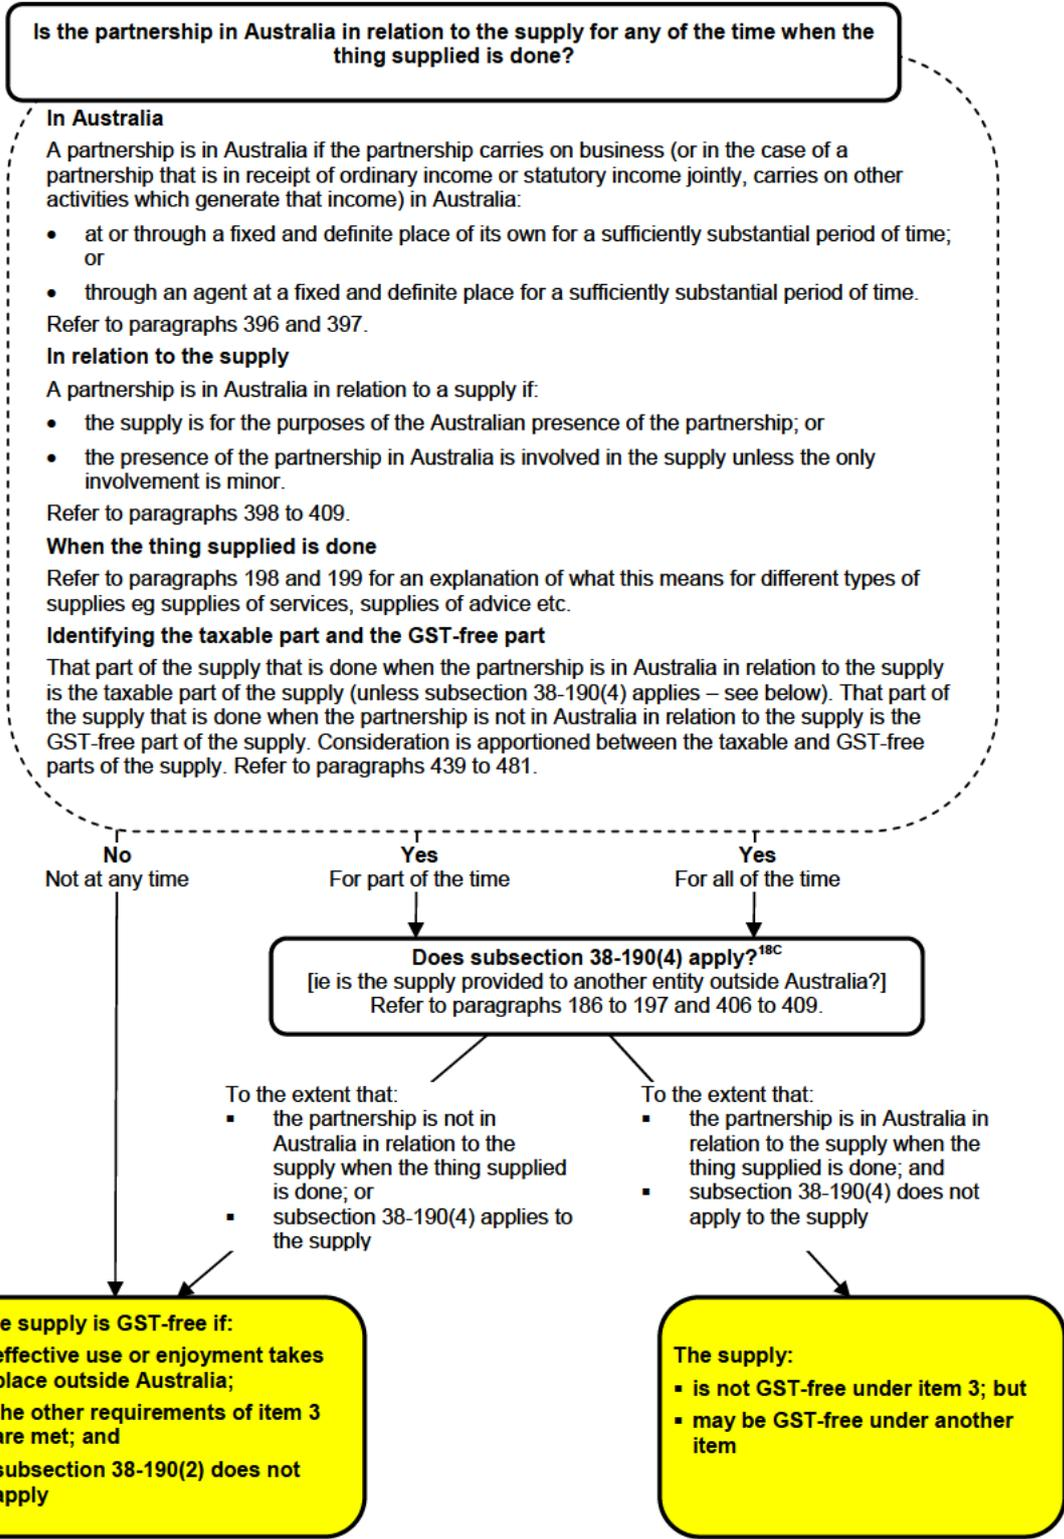 Is the partnership in Australia in relation to the supply for any of the time when the
thing supplied is done?
In Australia
A partnership is in Australia if the partnership carries on business (or in the case of a
partnership that is in receipt of ordinary income or statutory income jointly, carries on other
activities which generate that income) in Australia:
• at or through a fixed and definite place of its own for a sufficiently substantial period of time;
or
• through an agent at a fixed and definite place for a sufficiently substantial period of time.
Refer to paragraphs 396 and 397.
In relation to the supply
A partnership is in Australia in relation to a supply if:
• the supply is for the purposes of the Australian presence of the partnership; or
• the presence of the partnership in Australia is involved in the supply unless the only
involvement is minor.
Refer to paragraphs 398 to 409.
When the thing supplied is done
Refer to paragraphs 198 and 199 for an explanation of what this means for different types of
supplies eg supplies of services, supplies of advice etc.
Identifying the taxable part and the GST-free part
That part of the supply that is done when the partnership is in Australia in relation to the supply
is the taxable part of the supply (unless subsection 38-190(4) applies – see below). That part of
the supply that is done when the partnership is not in Australia in relation to the supply is the
GST-free part of the supply. Consideration is apportioned between the taxable and GST-free
parts of the supply. Refer to paragraphs 439 to 481.
No
Not at any time
Yes
For part of the time
Yes
For all of the time
Does subsection 38-190(4) apply?18C
[ie is the supply provided to another entity outside Australia?]
Refer to paragraphs 186 to 197 and 406 to 409.
To the extent that:
▪ the partnership is not in
Australia in relation to the
supply when the thing supplied
is done; or
▪ subsection 38-190(4) applies to
the supply
To the extent that:
▪ the partnership is in Australia in
relation to the supply when the
thing supplied is done; and
▪ subsection 38-190(4) does not
apply to the supply
e supply is GST-free if:
effective use or enjoyment takes
place outside Australia;
he other requirements of item 3
are met; and
subsection 38-190(2) does not
apply
The supply:
▪ is not GST-free under item 3; but
▪ may be GST-free under another
item